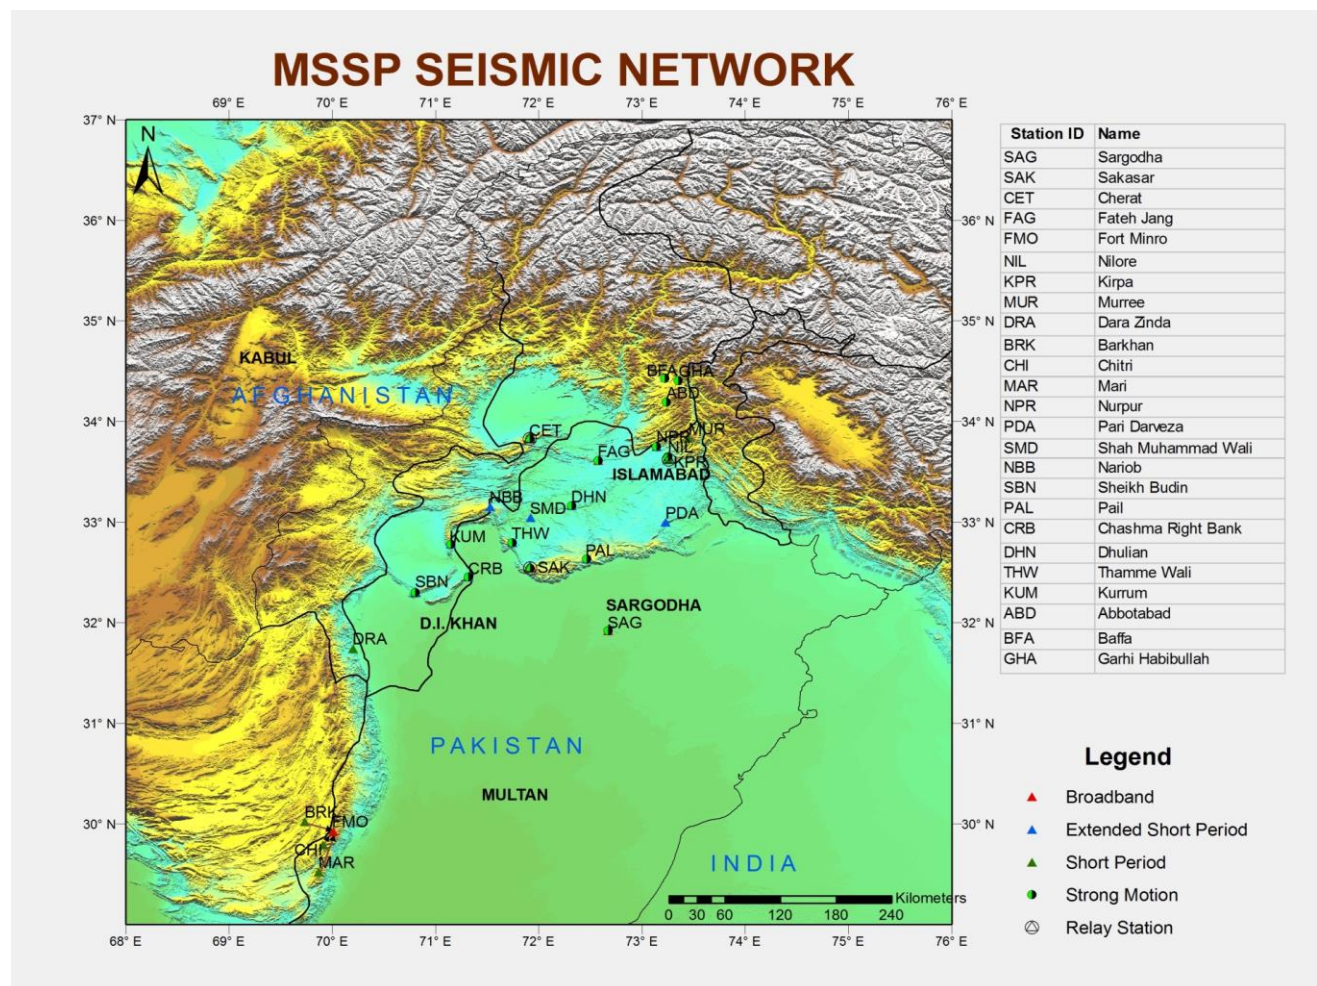 MSSP SEISMIC NETWORK
69° E 70° E 71° E 72° E 73° E 74° E 75° E 76° E
37° N
36° N 36° N
35° N 35° N
34° N 34° N
33° N 33° N
32° N 32° N
31° N 31° N
30° N 30° N
68° E 69° E 70° E 71° E 72° E 73° E 74° E 75° E 76° E
N
KABUL
AFGHANISTAN
BFA GHA
ABD
CET
NPR MUR
NIL
KPR
FAG
ISLAMABAD
NBB
SMD DHN
PDA
KUM
THW
PAL
CRB
SAK
SBN
SARGODHA
SAG
D.I. KHAN
DRA
PAKISTAN
MULTAN
BRK
FMO
CHI
MAR
INDIA
Kilometers
0 30 60 120 180 240
Station ID Name
SAG Sargodha
SAK Sakasar
CET Cherat
FAG Fateh Jang
FMO Fort Minro
NIL Nilore
KPR Kirpa
MUR Murree
DRA Dara Zinda
BRK Barkhan
CHI Chitri
MAR Mari
NPR Nurpur
PDA Pari Darveza
SMD Shah Muhammad Wali
NBB Nariob
SBN Sheikh Budin
PAL Pail
CRB Chashma Right Bank
DHN Dhulian
THW Thamme Wali
KUM Kurrum
ABD Abbotabad
BFA Baffa
GHA Garhi Habibullah
Legend
Broadband
Extended Short Period
Short Period
Strong Motion
Relay Station